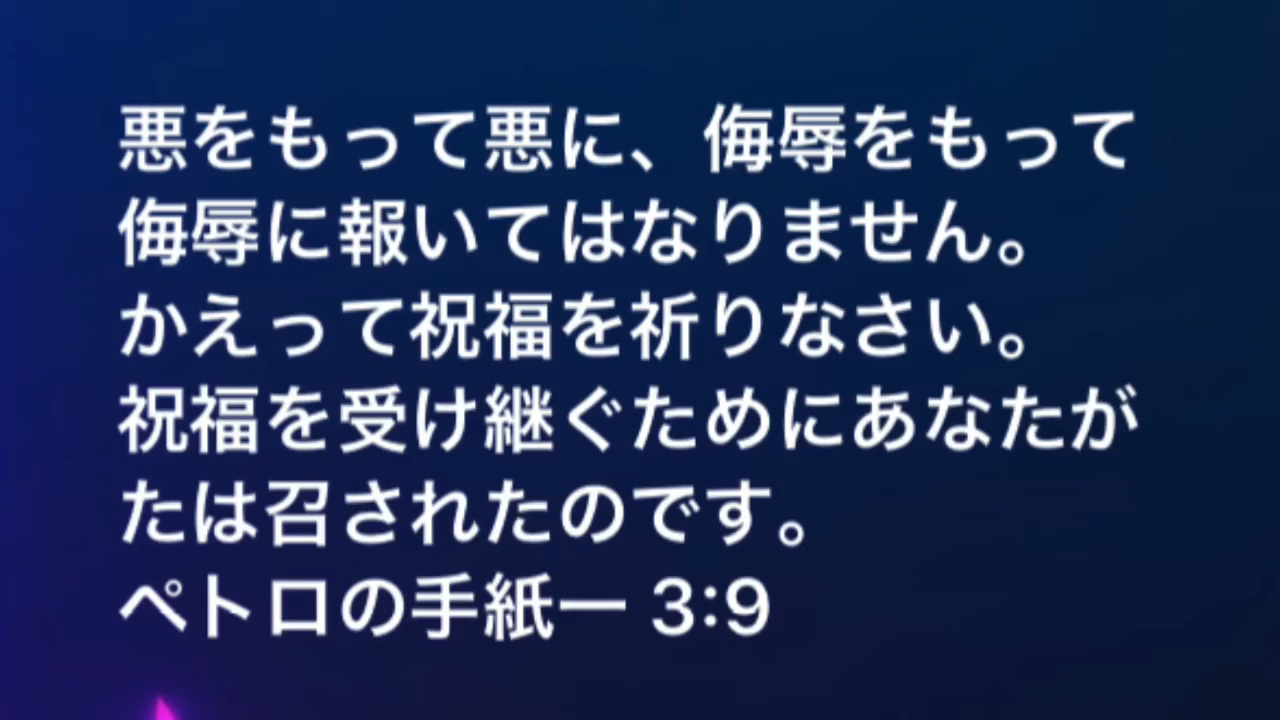 悪をもって悪に、侮辱をもって
侮辱に報いてはなりません。
かえって祝福を祈りなさい。
祝福を受け継ぐためにあなたが
たは召されたのです。
ペトロの手紙一 3:9